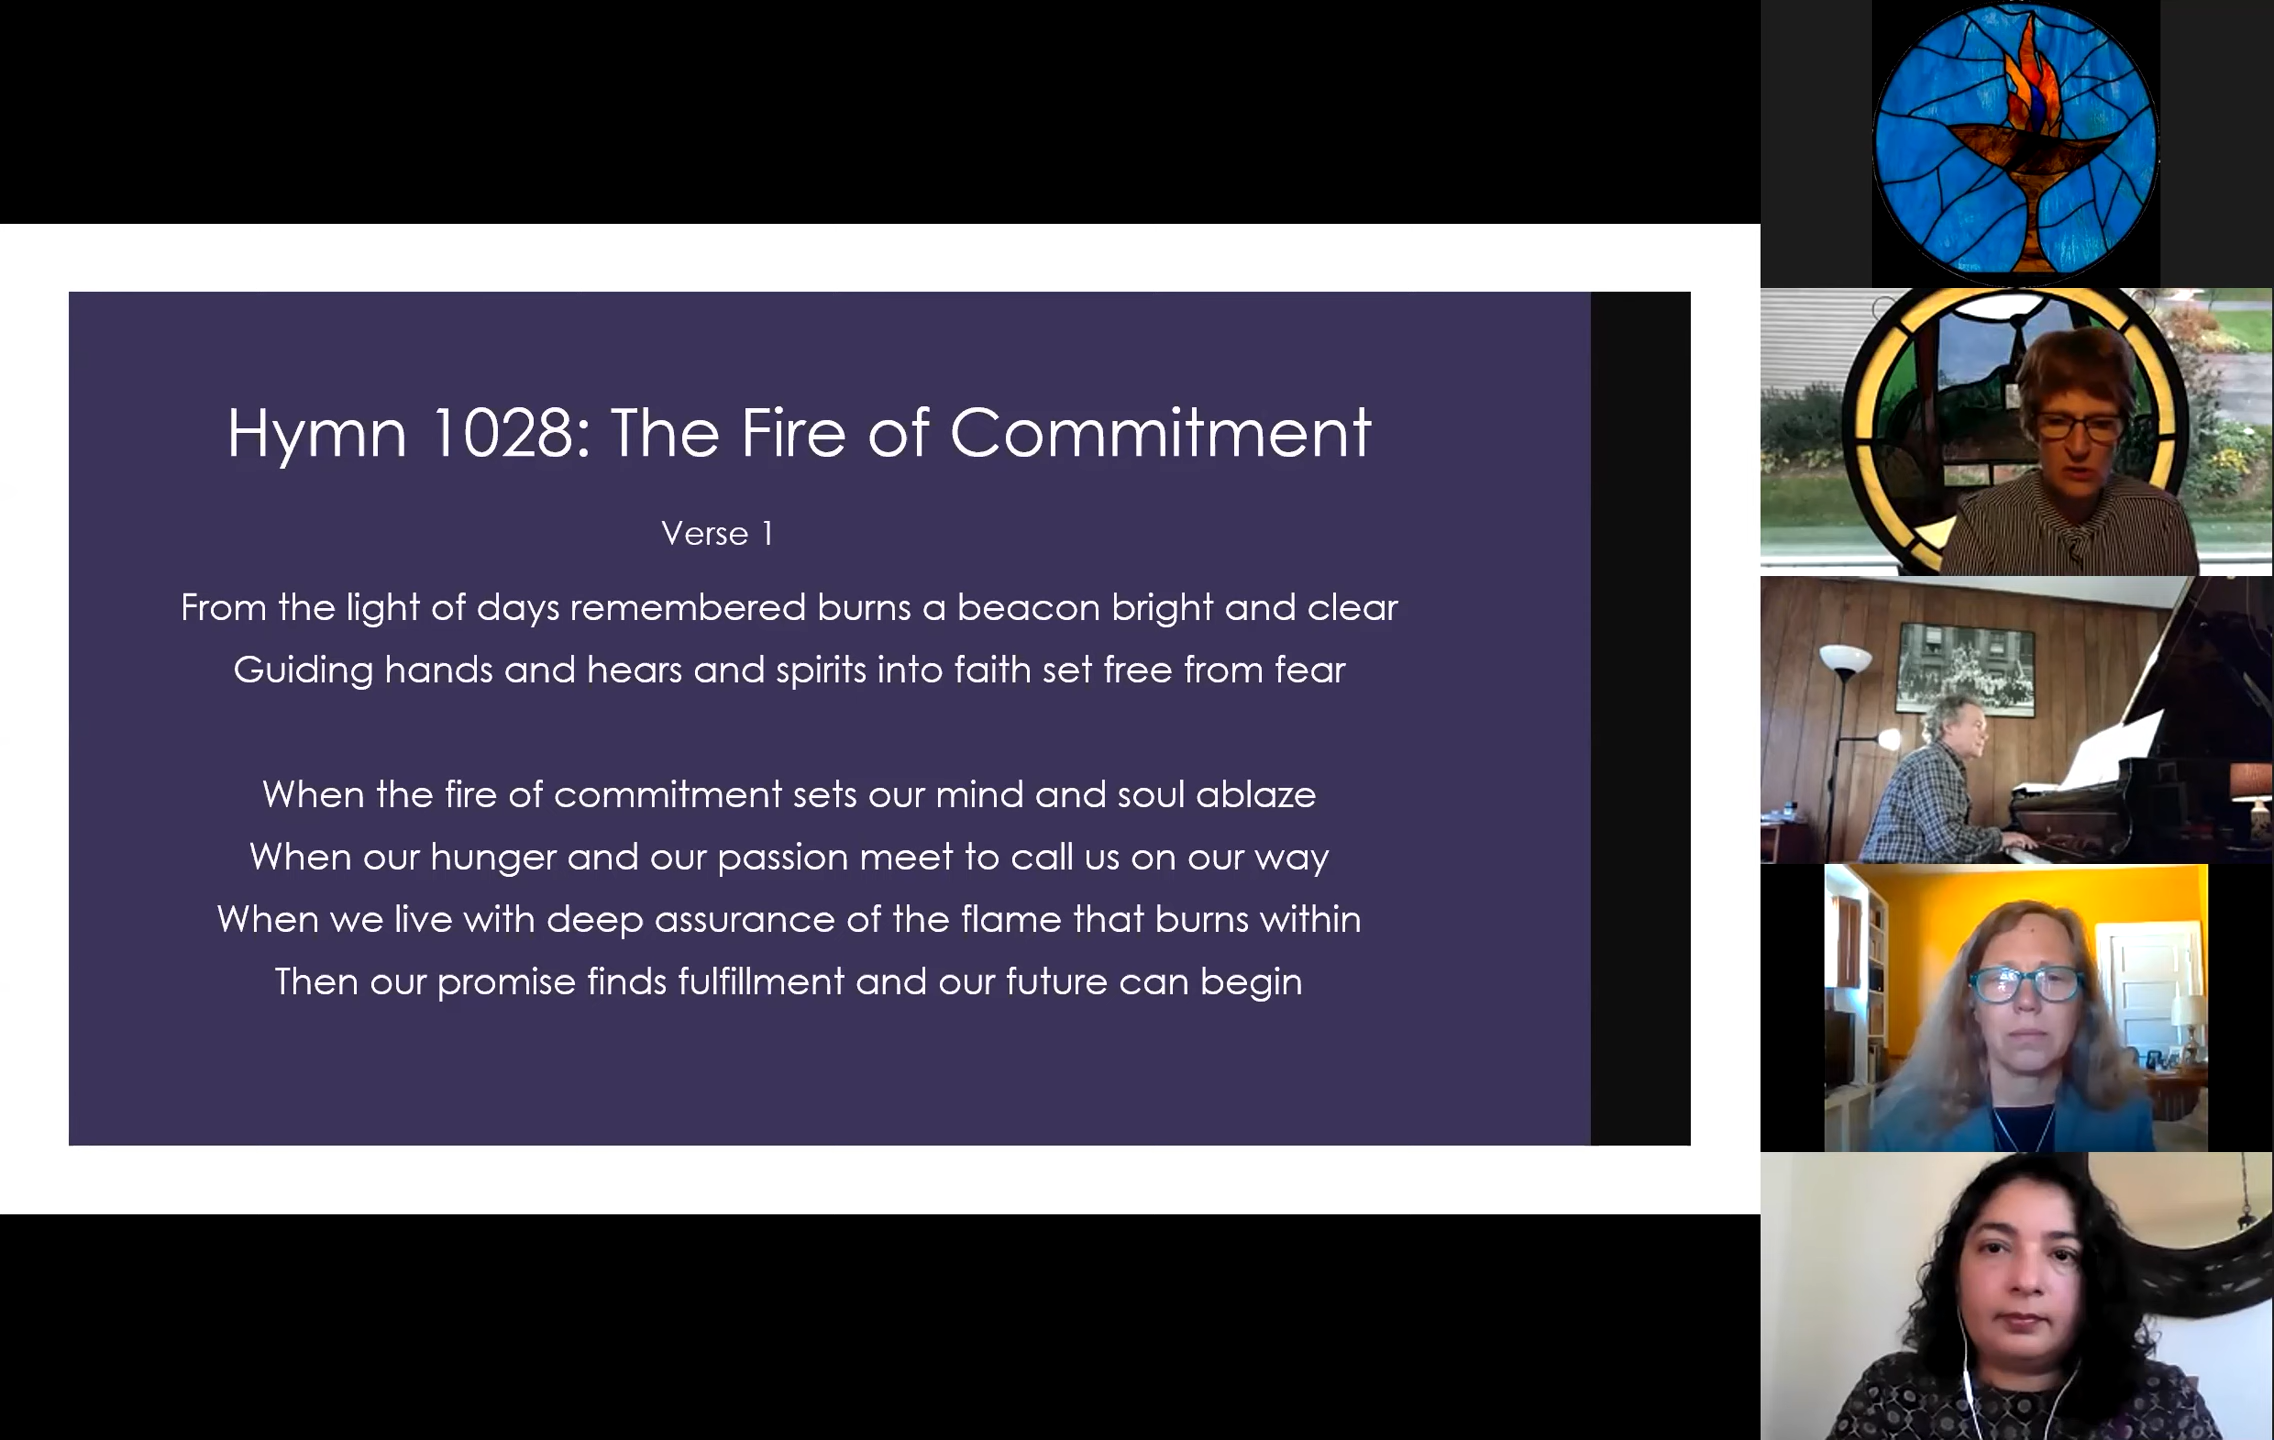 Hymn 1028: The Fire of Commitment
Verse 1
From the light of days remembered burns a beacon bright and clear
Guiding hands and hears and spirits into faith set free from fear
When the fire of commitment sets our mind and soul ablaze
When our hunger and our passion meet to call us on our way
When we live with deep assurance of the flame that burns within
Then our promise finds fulfillment and our future can begin